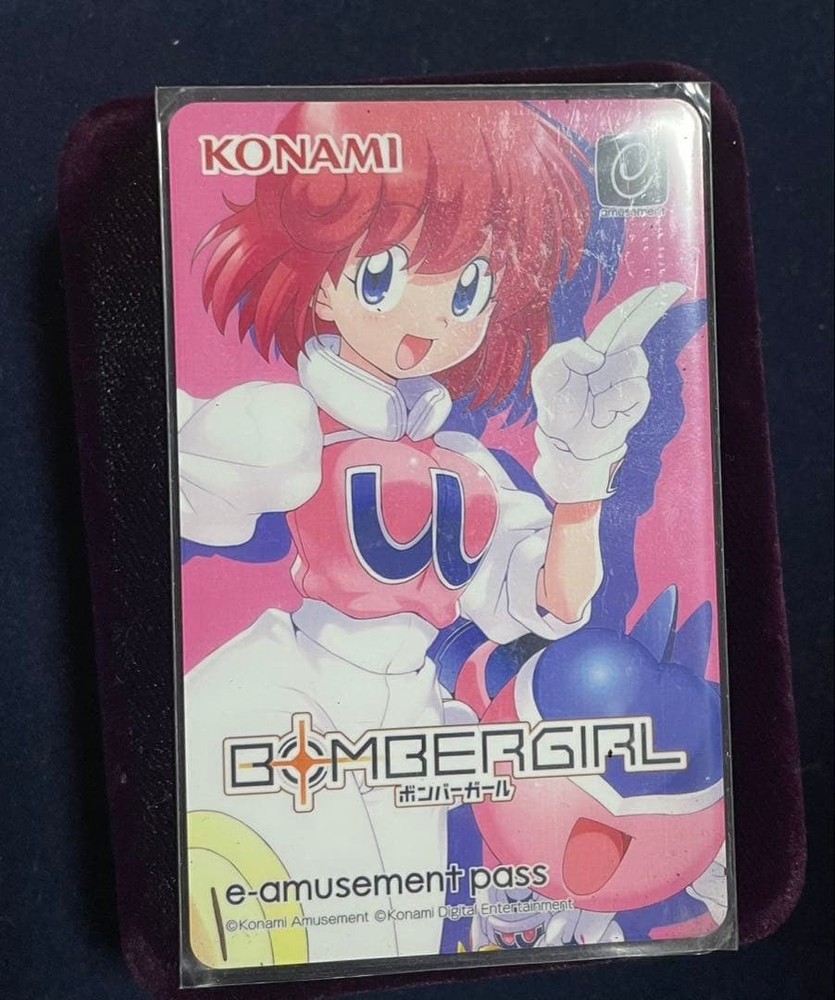 KONAMI
e
amusement
U
BOMBERGIRL
ボンバーガール
e-amusement pass
©Konami Amusement ©Konami Digital Entertainment